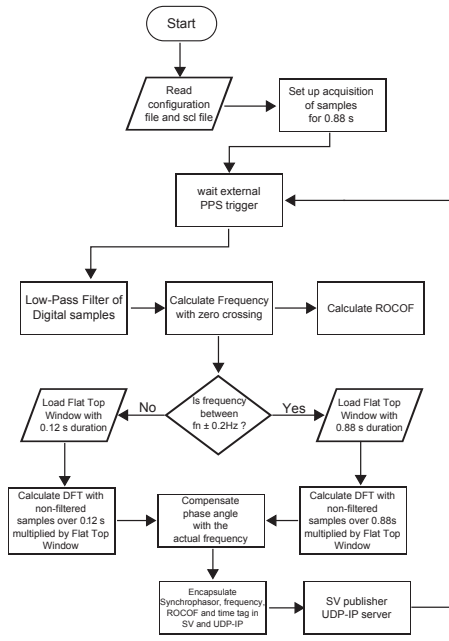 Start
Read
configuration
file and scl file
Set up acquisition
of samples
for 0.88 s
wait external
PPS trigger
Low-Pass Filter of
Digital samples
Calculate Frequency
with zero crossing
Calculate ROCOF
Is frequency
between
fn ± 0.2Hz ?
No
Yes
Load Flat Top
Window with
0.12 s duration
Load Flat Top
Window with
0.88 s duration
Calculate DFT with
non-filtered
samples over 0.12 s
multiplied by Flat Top
Window
Compensate
phase angle
with the
actual frequency
Calculate DFT with
non-filtered
samples over 0.88s
multiplied by Flat Top
Window
Encapsulate
Synchrophasor, frequency,
ROCOF and time tag in
SV and UDP-IP
SV publisher
UDP-IP server